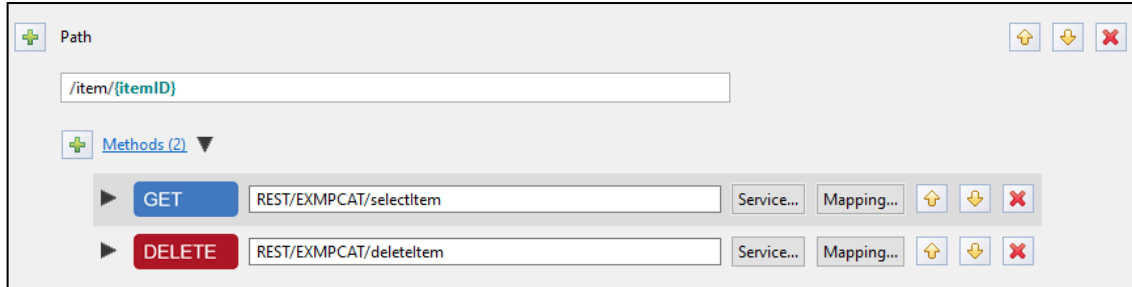 Path
/item/{itemID}
Methods (2)
GET REST/EXMPCAT/selectItem Service... Mapping...
DELETE REST/EXMPCAT/deleteItem Service... Mapping...